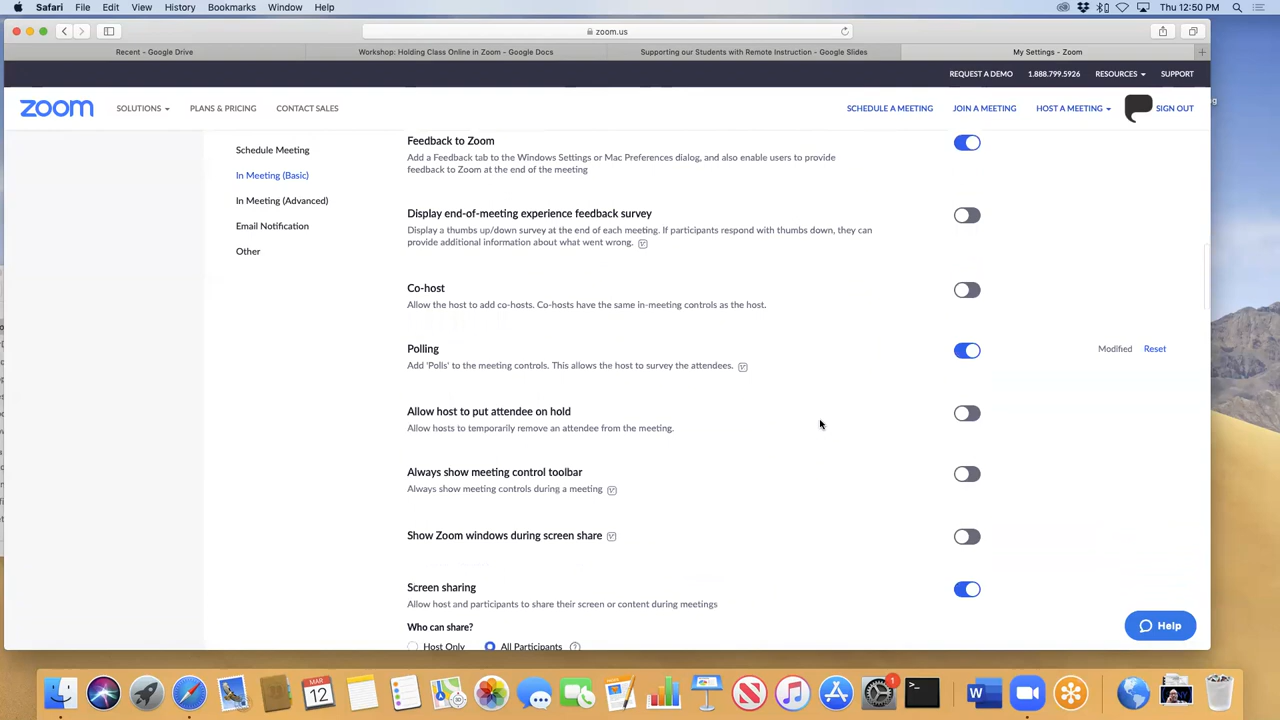 Safari File Edit View History Bookmarks Window Help Thu 12:50 PM
zoom.us
Recent - Google Drive Workshop: Holding Class Online in Zoom - Google Docs Supporting our Students with Remote Instruction - Google Slides My Settings - Zoom +
REQUEST A DEMO 1.888.799.5926 RESOURCES SUPPORT
zoom SOLUTIONS PLANS & PRICING CONTACT SALES SCHEDULE A MEETING JOIN A MEETING HOST A MEETING SIGN OUT
Schedule Meeting
In Meeting (Basic)
In Meeting (Advanced)
Email Notification
Other
Feedback to Zoom
Add a Feedback tab to the Windows Settings or Mac Preferences dialog, and also enable users to provide
feedback to Zoom at the end of the meeting
Display end-of-meeting experience feedback survey
Display a thumbs up/down survey at the end of each meeting. If participants respond with thumbs down, they can
provide additional information about what went wrong.
Co-host
Allow the host to add co-hosts. Co-hosts have the same in-meeting controls as the host.
Polling
Modified Reset
Add 'Polls' to the meeting controls. This allows the host to survey the attendees.
Allow host to put attendee on hold
Allow hosts to temporarily remove an attendee from the meeting.
Always show meeting control toolbar
Always show meeting controls during a meeting
Show Zoom windows during screen share
Screen sharing
Allow host and participants to share their screen or content during meetings
Who can share?
Host Only All Participants
Help
MAR
12
1